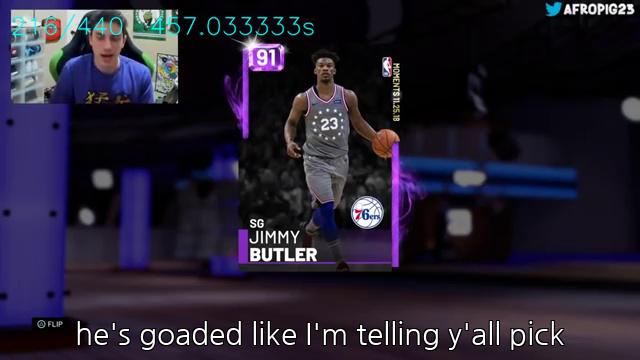 216/440 457.033333s
AFROPIG23
91
MOMENTS 11.25.18
23
76ers
SG
JIMMY
BUTLER
FLIP
he's goaded like I'm telling y'all pick